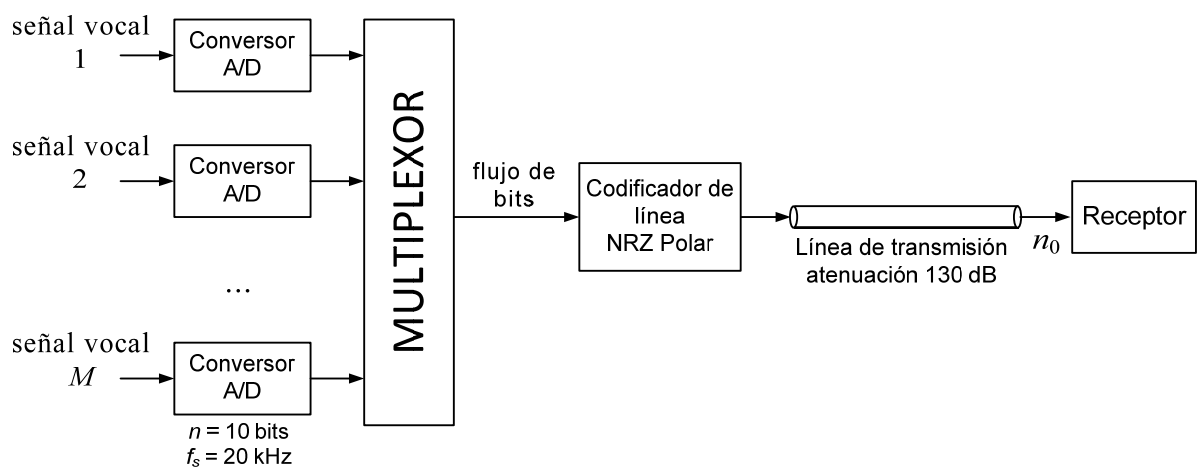 señal vocal
1
Conversor
A/D
señal vocal
2
Conversor
A/D
...
señal vocal
M
Conversor
A/D
n = 10 bits
fs = 20 kHz
MULTIPLEXOR
flujo de
bits
Codificador de
línea
NRZ Polar
Línea de transmisión
atenuación 130 dB
n0
Receptor